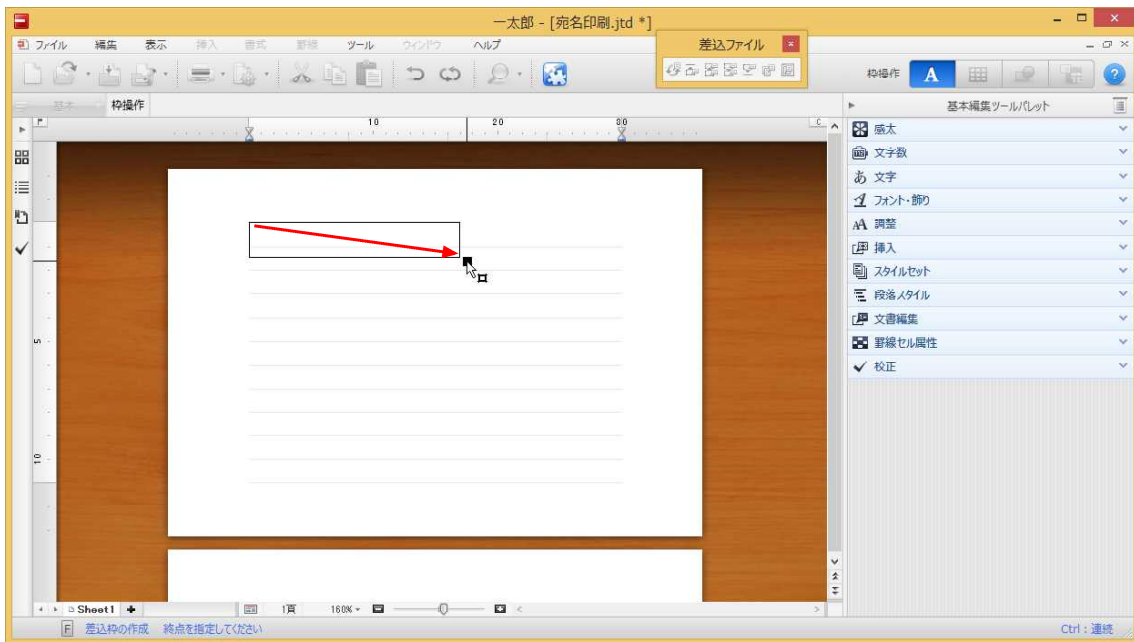 一太郎 - [宛名印刷.jtd *]
ファイル 編集 表示 挿入 書式 罫線 ツール ウィンドウ ヘルプ
差込ファイル
枠操作
A
?
基本 枠操作
10 20 30
C
基本編集ツールパレット
感太
文字数
あ 文字
フォント・飾り
AA 調整
挿入
スタイルセット
段落スタイル
文書編集
罫線セル属性
校正
5
10
Sheet1
1頁 160%
F 差込枠の作成 終点を指定してください
Ctrl:連続